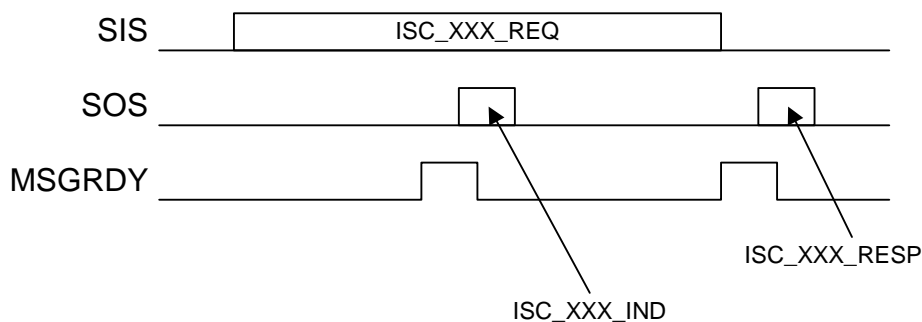 SIS
ISC_XXX_REQ
SOS
MSGRDY
ISC_XXX_RESP
ISC_XXX_IND